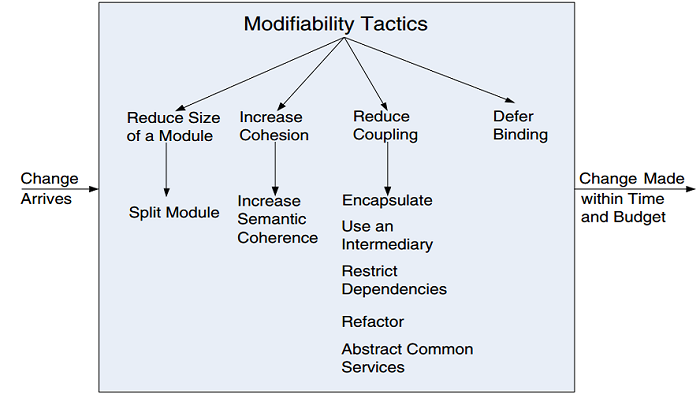 Modifiability Tactics
Reduce Size
of a Module
Increase
Cohesion
Reduce
Coupling
Defer
Binding
Change
Arrives
Split Module
Increase
Semantic
Coherence
Encapsulate
Use an
Intermediary
Restrict
Dependencies
Refactor
Abstract Common
Services
Change Made
within Time
and Budget